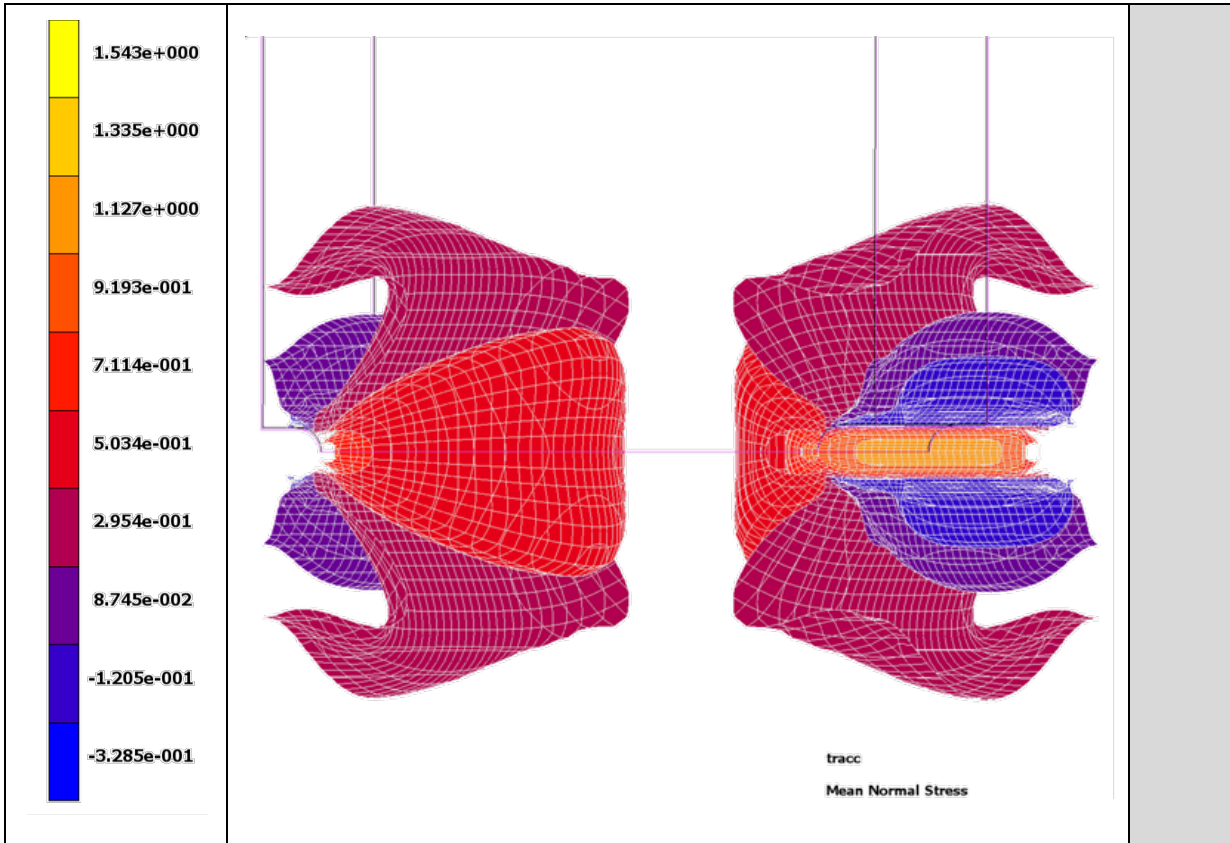 1.543e+000
1.335e+000
1.127e+000
9.193e-001
7.114e-001
5.034e-001
2.954e-001
8.745e-002
-1.205e-001
-3.285e-001
tracc
Mean Normal Stress